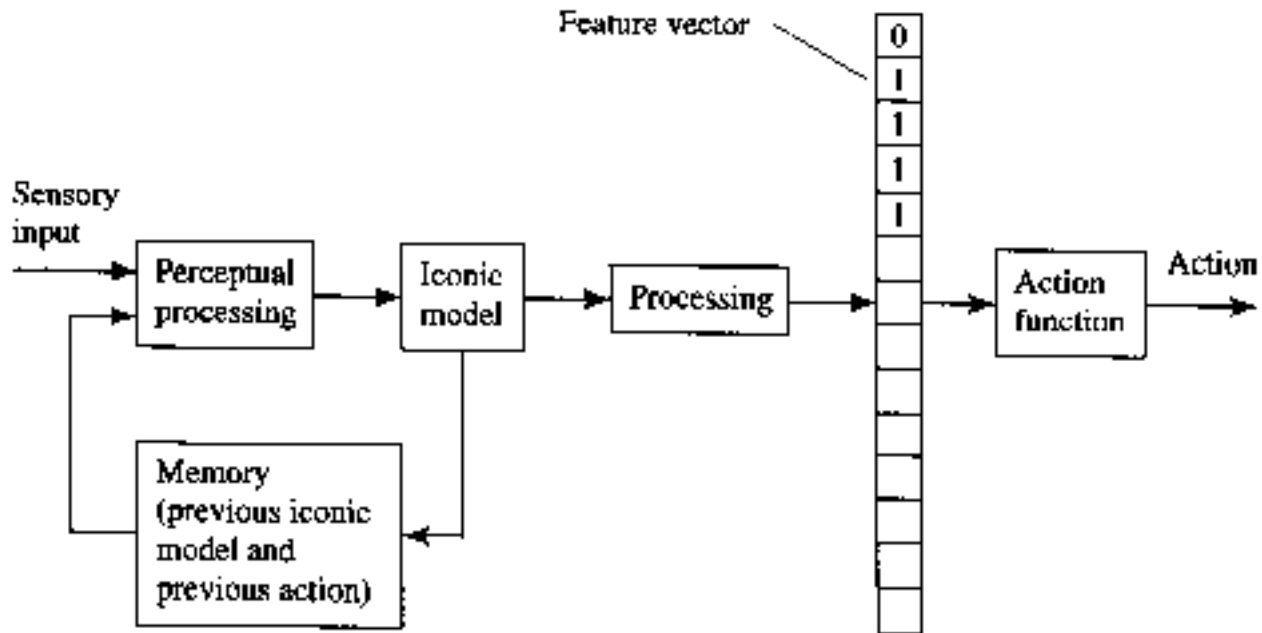 Feature vector
0
1
1
1
1
Sensory
input
Perceptual
processing
Iconic
model
Processing
Action
function
Action
Memory
(previous iconic
model and
previous action)